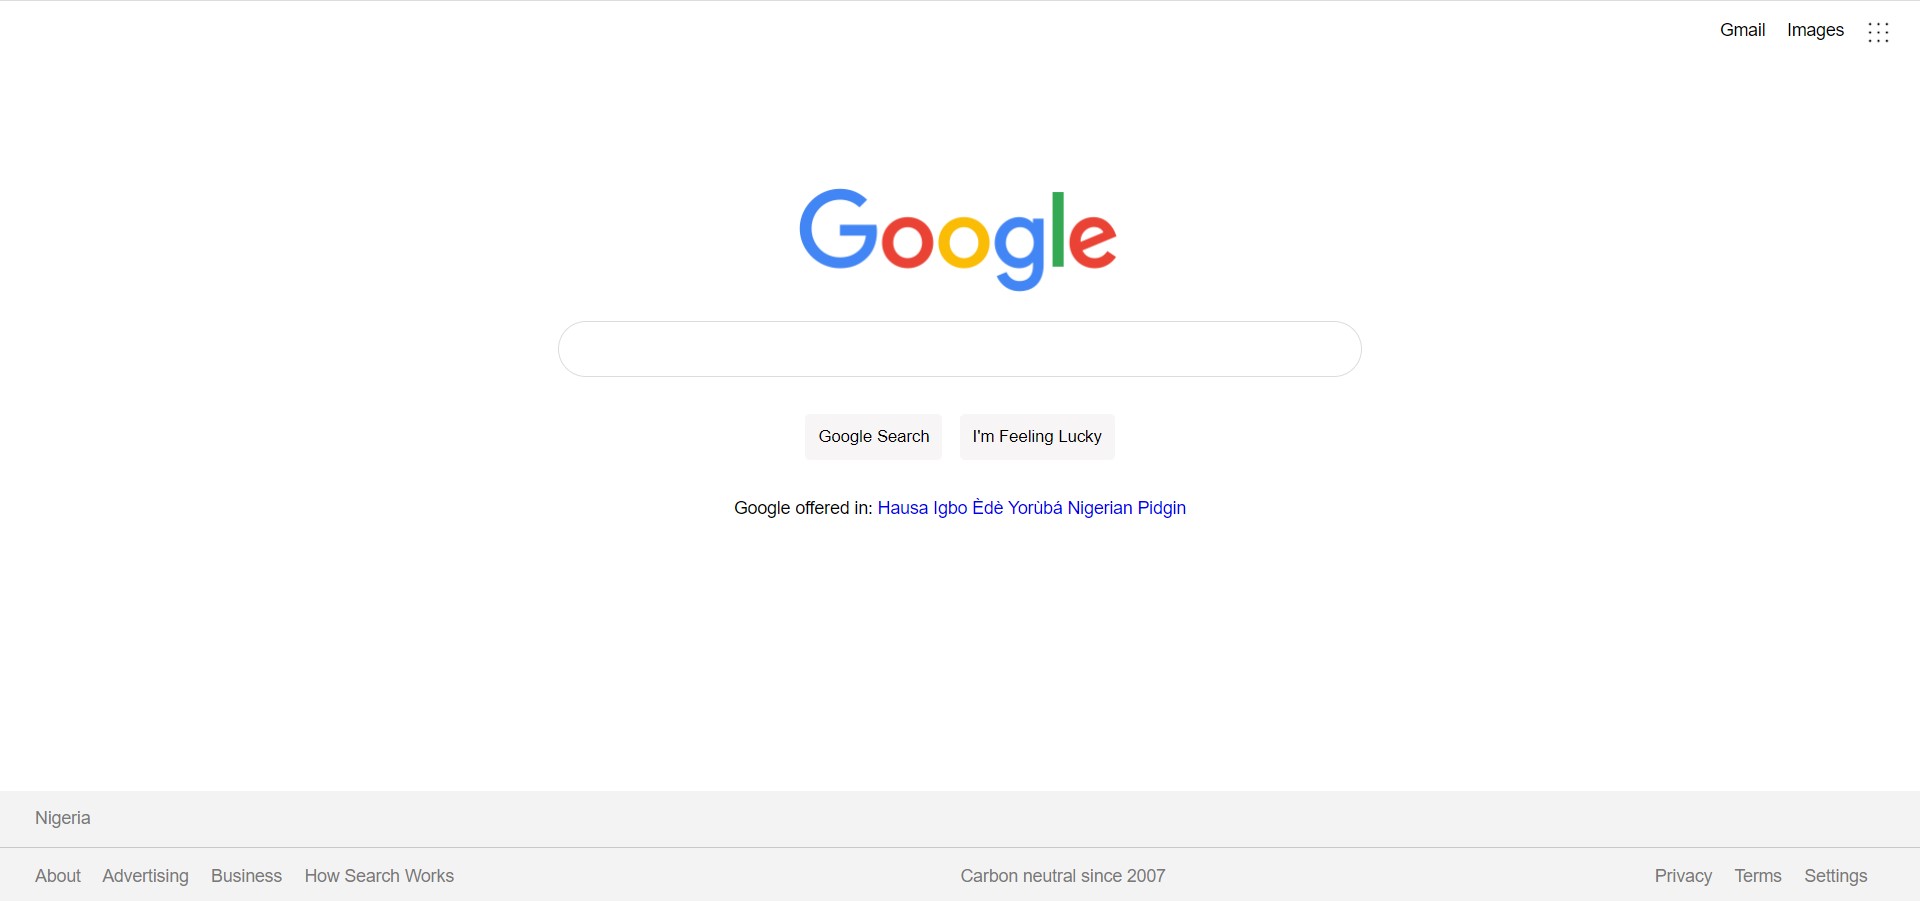 Gmail Images
Google
Google Search I'm Feeling Lucky
Google offered in: Hausa Igbo Èdè Yorùbá Nigerian Pidgin
Nigeria
About Advertising Business How Search Works Carbon neutral since 2007 Privacy Terms Settings